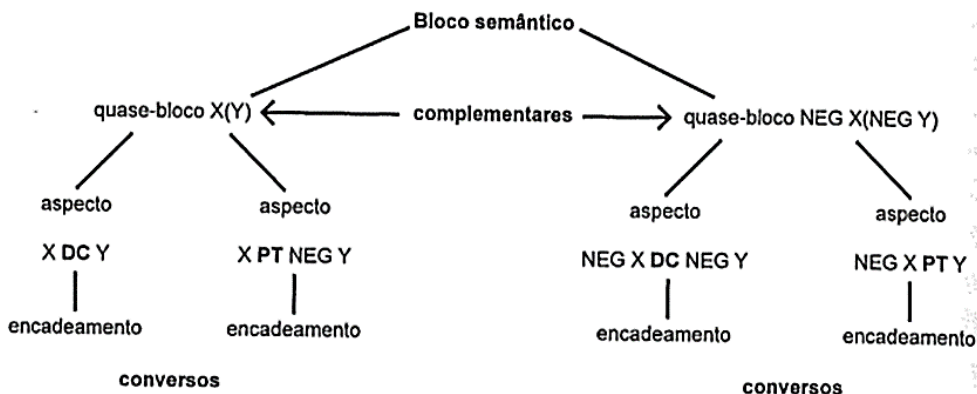 Bloco semântico
quase-bloco X(Y) complementares quase-bloco NEG X(NEG Y)
aspecto aspecto aspecto aspecto
X DC Y X PT NEG Y NEG X DC NEG Y NEG X PT Y
encadeamento encadeamento encadeamento encadeamento
conversos conversos